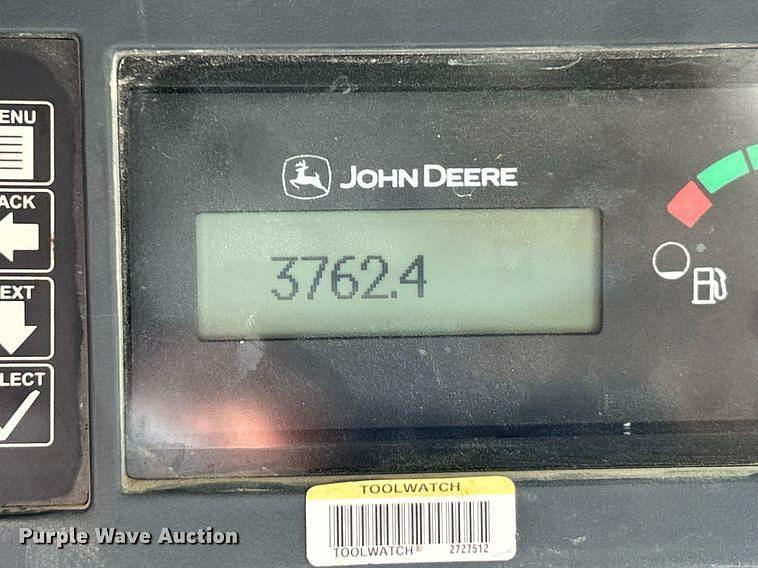 ENU
ACK
EXT
LECT
JOHN DEERE
3762.4
TOOLWATCH
TOOLWATCH® 2727512
Purple Wave Auction